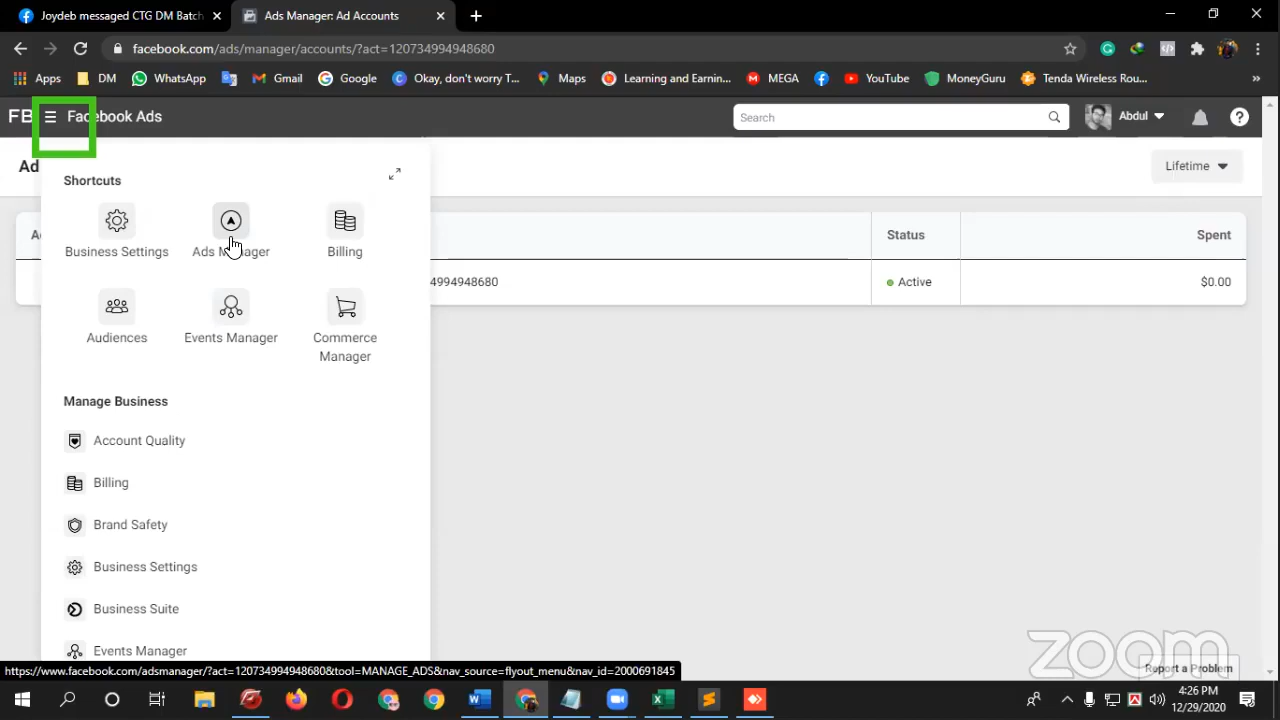 Joydeb messaged CTG DM Batch
Ads Manager: Ad Accounts
facebook.com/ads/manager/accounts/?act=120734994948680
Apps
DM
WhatsApp
Gmail
Google
Okay, don't worry T...
Maps
Learning and Earnin...
MEGA
YouTube
MoneyGuru
Tenda Wireless Rou...
»
FB
Facebook Ads
Search
Abdul
Ad
Lifetime
Shortcuts
Business Settings
Ads Manager
Billing
Audiences
Events Manager
Commerce
Manager
Status
Spent
4994948680
Active
$0.00
Manage Business
Account Quality
Billing
Brand Safety
Business Settings
Business Suite
Events Manager
https://www.facebook.com/adsmanager/?act=120734994948680&tool=MANAGE_ADS&nav_source=flyout_menu&nav_id=2000691845
zoom
Report a Problem
4:26 PM
12/29/2020